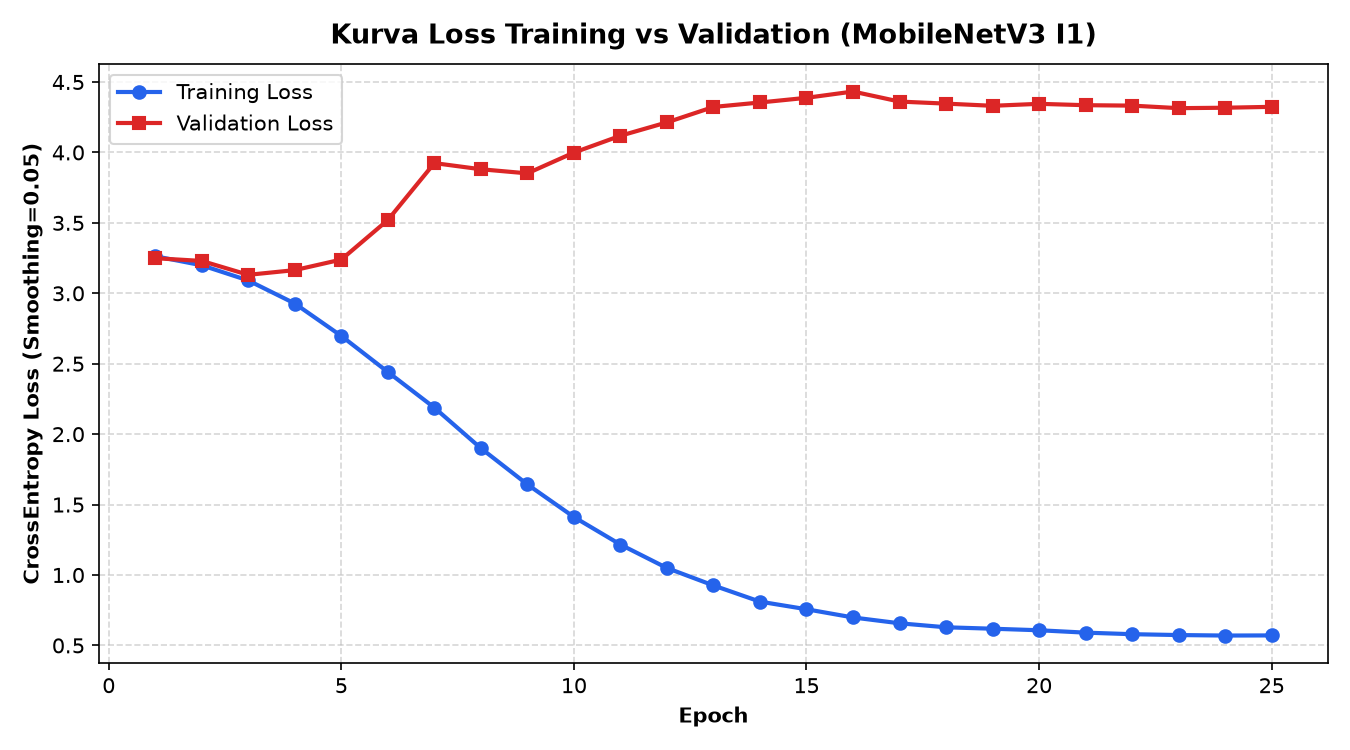 Kurva Loss Training vs Validation (MobileNetV3 I1)
Training Loss
Validation Loss
CrossEntropy Loss (Smoothing=0.05)
4.5
4.0
3.5
3.0
2.5
2.0
1.5
1.0
0.5
0 5 10 15 20 25
Epoch